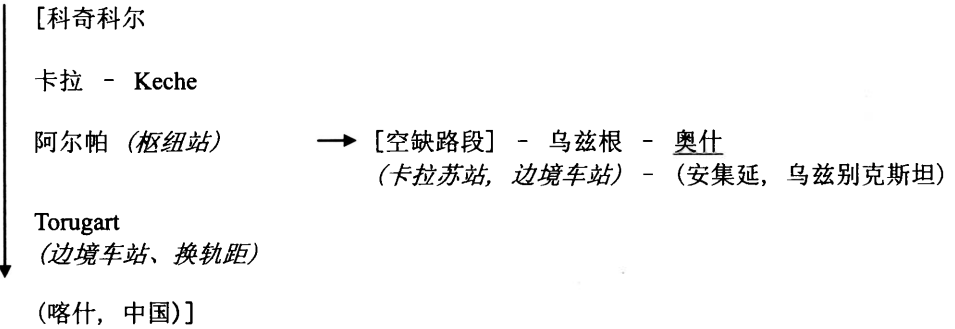 [科奇科尔
卡拉 - Keche
阿尔帕 (枢纽站) → [空缺路段] - 乌兹根 - 奥什
(卡拉苏站, 边境车站) - (安集延, 乌兹别克斯坦)
Torugart
(边境车站、换轨距)
(喀什, 中国)]